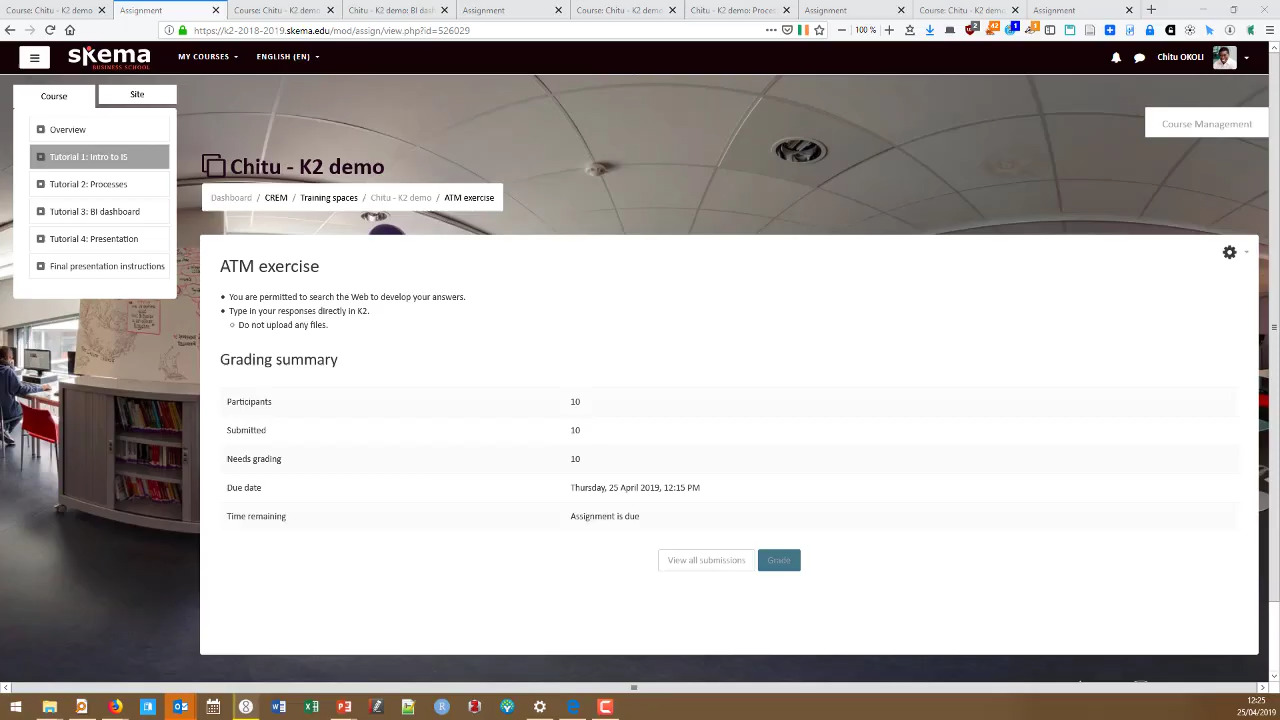 Course: Chitu - K2 dem
Assignment
Course: Chitu - K2 demo
Chitu - K2 demo: BI dash
Assignment
Course: Chitu - K2 demo
Chitu - K2 demo Proces
Assignment
Course: Chitu - K2 demo
Assignment
https://k2-2018-2019.skema.edu/mod/assign/view.php?id=526029
100 %
2
42
1
1
skema
BUSINESS SCHOOL
MY COURSES
ENGLISH (EN)
Chitu OKOLI
Course
Site
Overview
Tutorial 1: Intro to IS
Tutorial 2: Processes
Tutorial 3: BI dashboard
Tutorial 4: Presentation
Final presentation instructions
Course Management
Chitu - K2 demo
Dashboard / CREM / Training spaces / Chitu - K2 demo / ATM exercise
ATM exercise
You are permitted to search the Web to develop your answers.
Type in your responses directly in K2.
Do not upload any files.
Grading summary
Participants 10
Submitted 10
Needs grading 10
Due date Thursday, 25 April 2019, 12:15 PM
Time remaining Assignment is due
View all submissions
Grade
12:25
25/04/2019